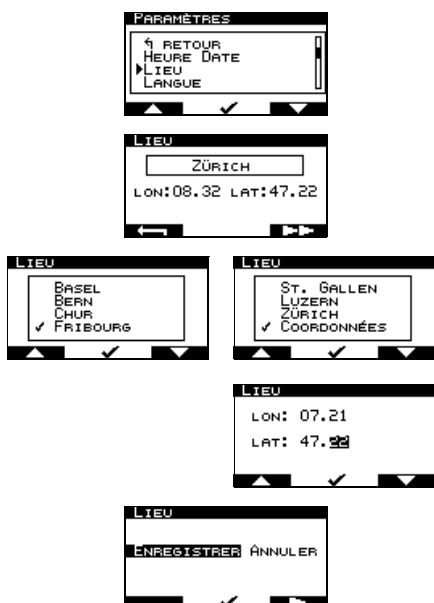 PARAMÈTRES
RETOUR
HEURE DATE
LIEU
LANGUE
LIEU
ZÜRICH
LON:08.32 LAT:47.22
LIEU
BASEL
BERN
CHUR
FRIBOURG
LIEU
ST. GALLEN
LUZERN
ZÜRICH
COORDONNÉES
LIEU
LON: 07.21
LAT: 47.22
LIEU
ENREGISTRER ANNULER